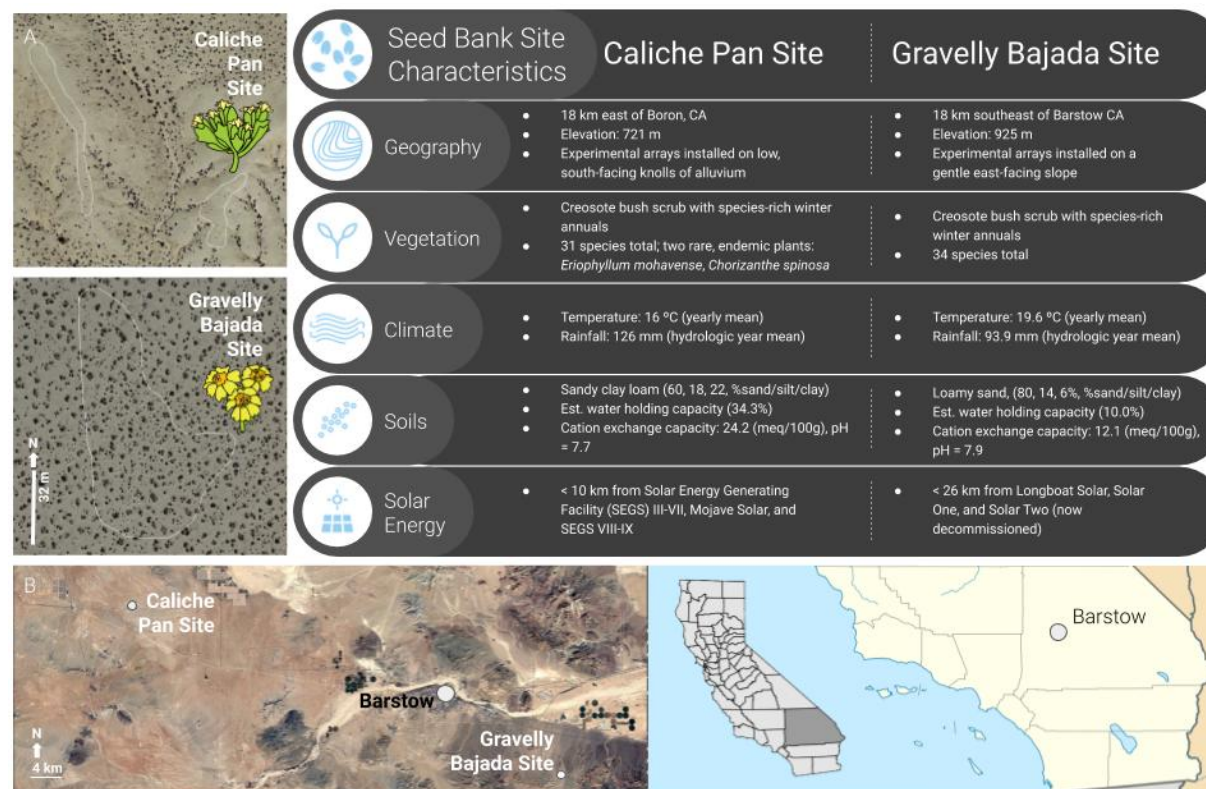 A
Caliche
Pan
Site
Gravelly
Bajada
Site
N
32 m
Seed Bank Site
Characteristics
Caliche Pan Site
Gravelly Bajada Site
Geography
• 18 km east of Boron, CA
• Elevation: 721 m
• Experimental arrays installed on low,
south-facing knolls of alluvium
• 18 km southeast of Barstow CA
• Elevation: 925 m
• Experimental arrays installed on a
gentle east-facing slope
Vegetation
• Creosote bush scrub with species-rich winter
annuals
• 31 species total; two rare, endemic plants:
Eriophyllum mohavense, Chorizanthe spinosa
• Creosote bush scrub with species-rich
winter annuals
• 34 species total
Climate
• Temperature: 16 ºC (yearly mean)
• Rainfall: 126 mm (hydrologic year mean)
• Temperature: 19.6 ºC (yearly mean)
• Rainfall: 93.9 mm (hydrologic year mean)
Soils
• Sandy clay loam (60, 18, 22, %sand/silt/clay)
• Est. water holding capacity (34.3%)
• Cation exchange capacity: 24.2 (meq/100g), pH
= 7.7
• Loamy sand, (80, 14, 6%, %sand/silt/clay)
• Est. water holding capacity (10.0%)
• Cation exchange capacity: 12.1 (meq/100g),
pH = 7.9
Solar
Energy
• < 10 km from Solar Energy Generating
Facility (SEGS) III-VII, Mojave Solar, and
SEGS VIII-IX
• < 26 km from Longboat Solar, Solar
One, and Solar Two (now
decommissioned)
B
Caliche
Pan Site
Barstow
Gravelly
Bajada Site
N
4 km
Barstow